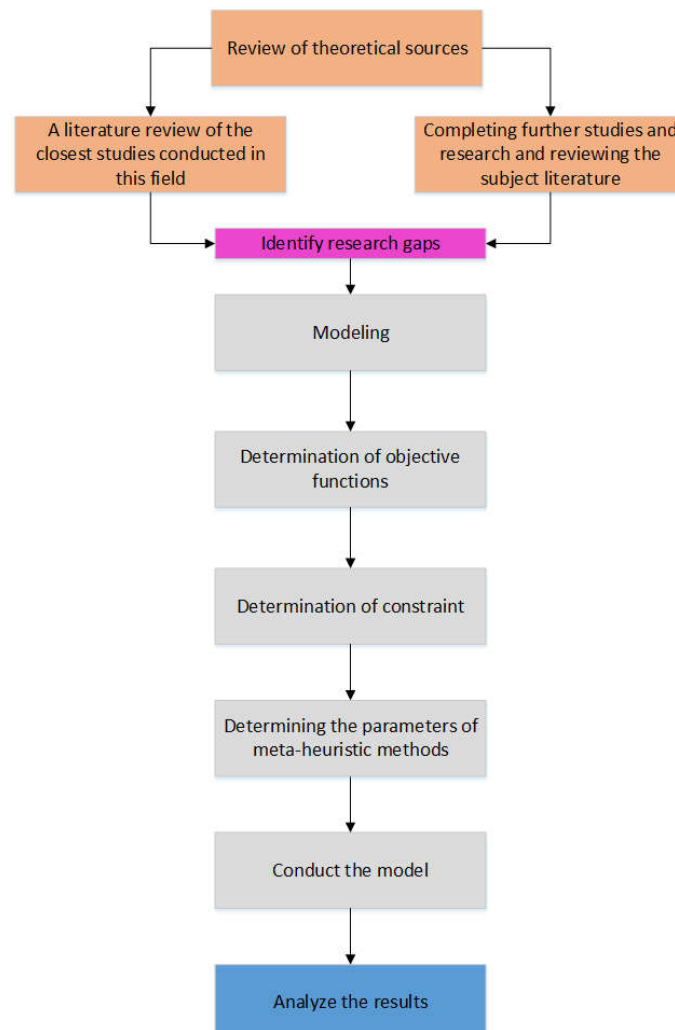 Review of theoretical sources
A literature review of the
closest studies conducted in
this field
Completing further studies and
research and reviewing the
subject literature
Identify research gaps
Modeling
Determination of objective
functions
Determination of constraint
Determining the parameters of
meta-heuristic methods
Conduct the model
Analyze the results